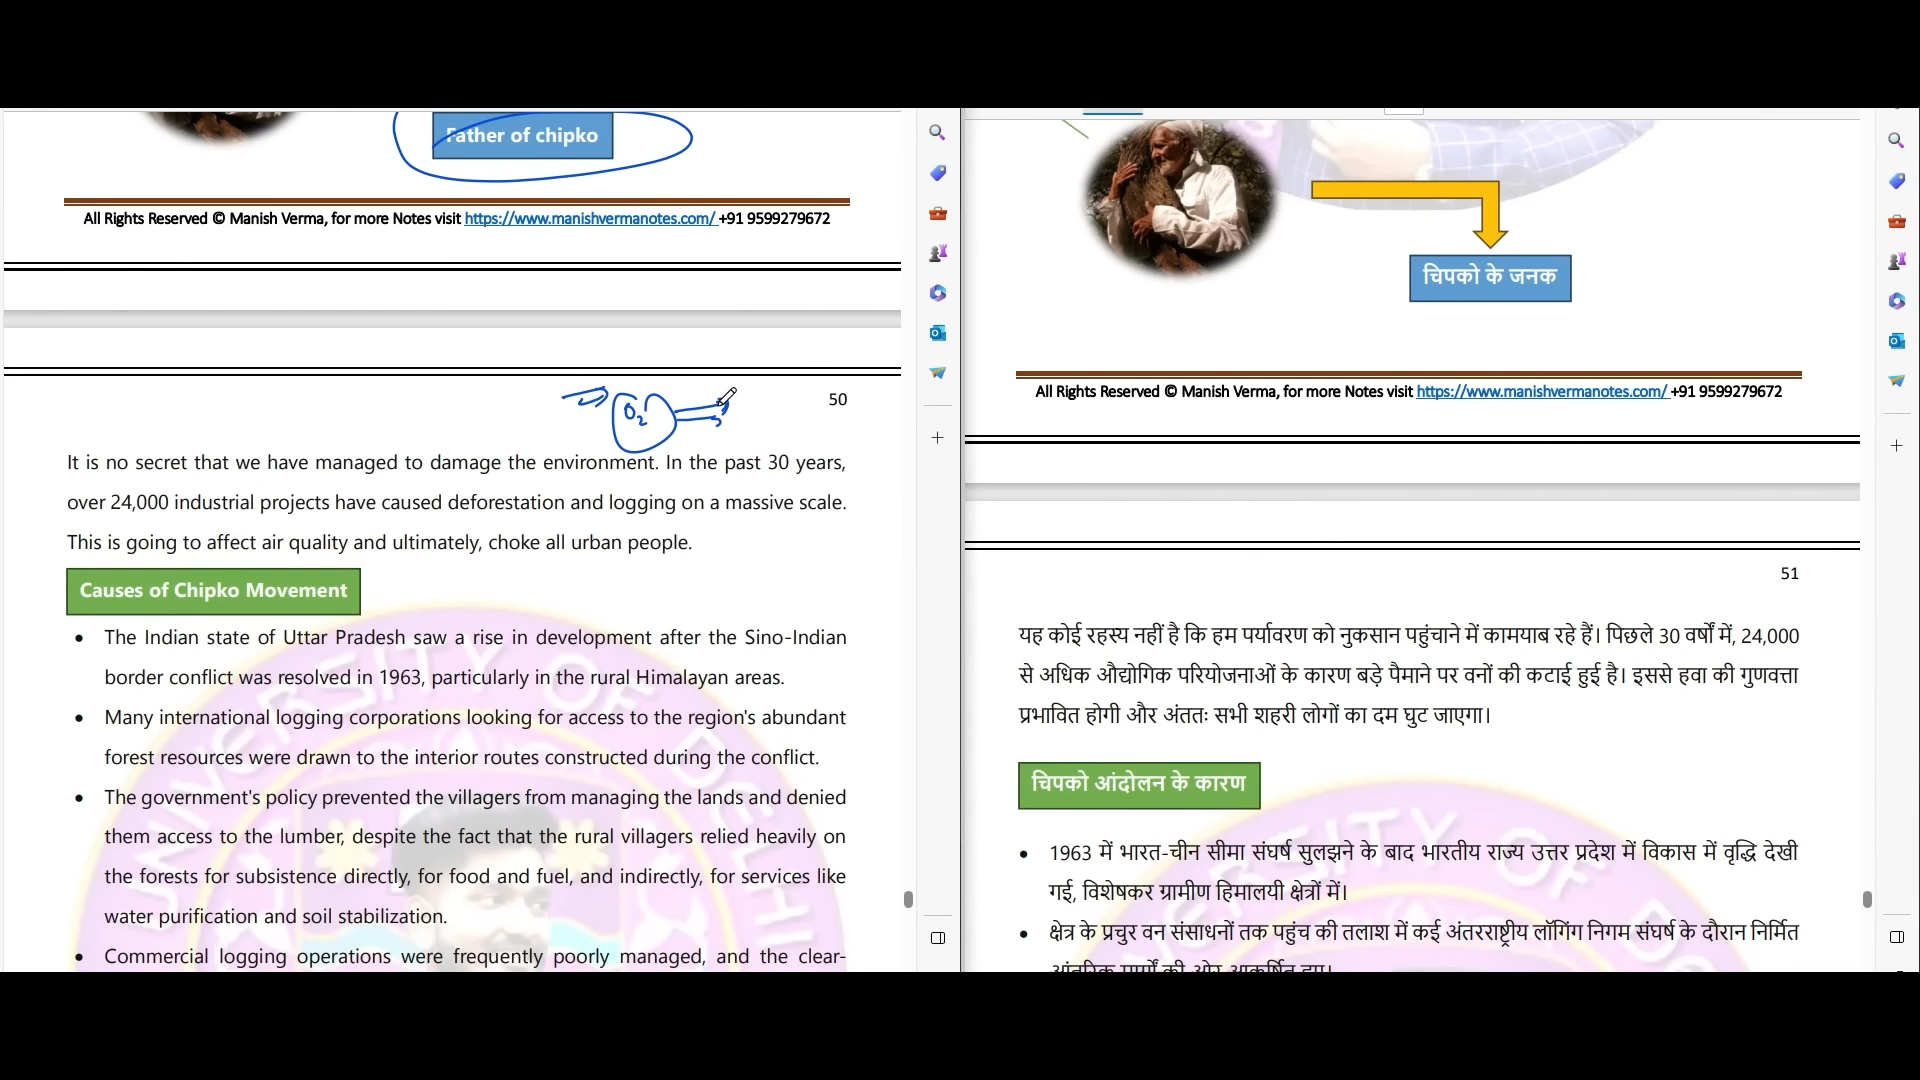 Father of chipko
All Rights Reserved © Manish Verma, for more Notes visit https://www.manishvermanotes.com/ +91 9599279672
50
O2
It is no secret that we have managed to damage the environment. In the past 30 years,
over 24,000 industrial projects have caused deforestation and logging on a massive scale.
This is going to affect air quality and ultimately, choke all urban people.
Causes of Chipko Movement
• The Indian state of Uttar Pradesh saw a rise in development after the Sino-Indian
border conflict was resolved in 1963, particularly in the rural Himalayan areas.
• Many international logging corporations looking for access to the region's abundant
forest resources were drawn to the interior routes constructed during the conflict.
• The government's policy prevented the villagers from managing the lands and denied
them access to the lumber, despite the fact that the rural villagers relied heavily on
the forests for subsistence directly, for food and fuel, and indirectly, for services like
water purification and soil stabilization.
• Commercial logging operations were frequently poorly managed, and the clear-
UNIVERSITY OF DELHI
चिपको के जनक
All Rights Reserved © Manish Verma, for more Notes visit https://www.manishvermanotes.com/ +91 9599279672
51
यह कोई रहस्य नहीं है कि हम पर्यावरण को नुकसान पहुंचाने में कामयाब रहे हैं। पिछले 30 वर्षों में, 24,000
से अधिक औद्योगिक परियोजनाओं के कारण बड़े पैमाने पर वनों की कटाई हुई है। इससे हवा की गुणवत्ता
प्रभावित होगी और अंततः सभी शहरी लोगों का दम घुट जाएगा।
चिपको आंदोलन के कारण
• 1963 में भारत-चीन सीमा संघर्ष सुलझने के बाद भारतीय राज्य उत्तर प्रदेश में विकास में वृद्धि देखी
गई, विशेषकर ग्रामीण हिमालयी क्षेत्रों में।
• क्षेत्र के प्रचुर वन संसाधनों तक पहुंच की तलाश में कई अंतरराष्ट्रीय लॉगिंग निगम संघर्ष के दौरान निर्मित
आंतरिक मार्गों की ओर आकर्षित हुए।